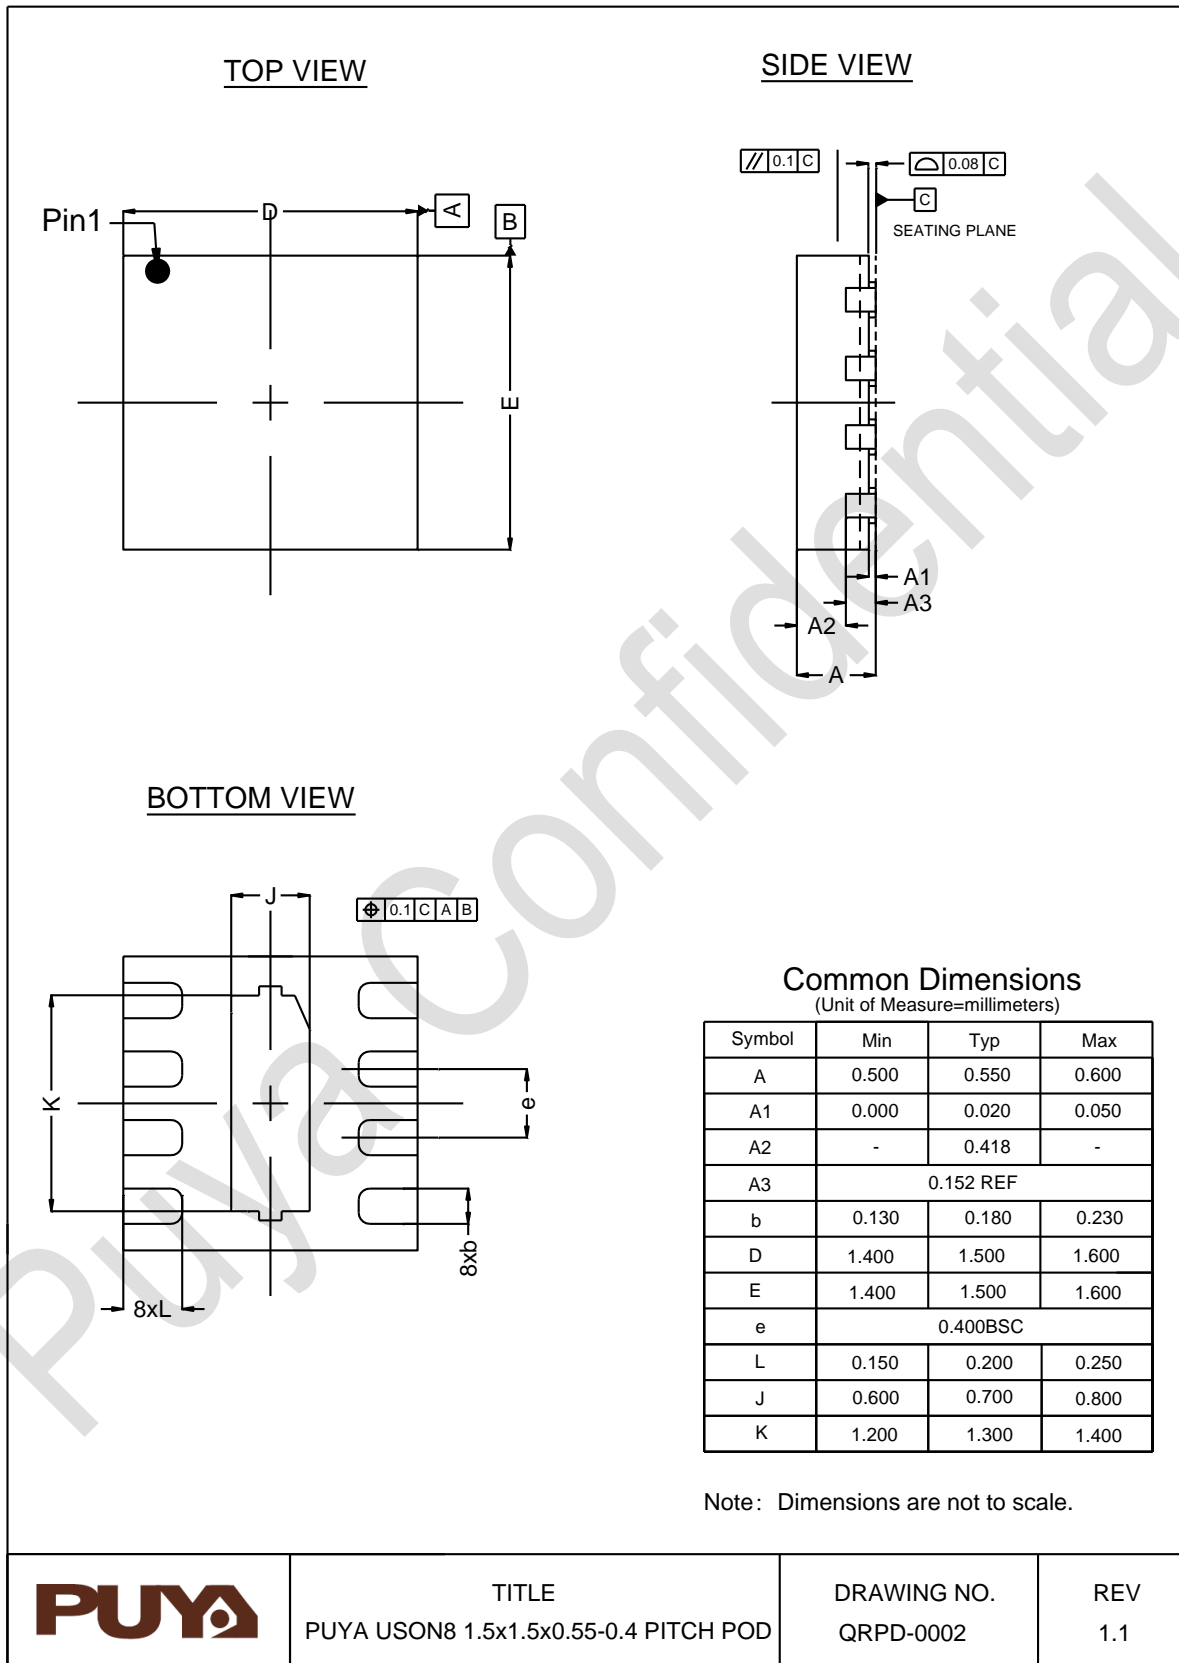 TOP VIEW
SIDE VIEW
// 0.1 C
0.08 C
C
SEATING PLANE
Pin1
D
A
B
E
A1
A3
A2
A
BOTTOM VIEW
J
0.1 C A B
K
e
8xb
8xL
Common Dimensions
(Unit of Measure=millimeters)
Symbol Min Typ Max
A 0.500 0.550 0.600
A1 0.000 0.020 0.050
A2 - 0.418 -
A3 0.152 REF
b 0.130 0.180 0.230
D 1.400 1.500 1.600
E 1.400 1.500 1.600
e 0.400BSC
L 0.150 0.200 0.250
J 0.600 0.700 0.800
K 1.200 1.300 1.400
Note: Dimensions are not to scale.
Puya Confidential
PUYA
TITLE
PUYA USON8 1.5x1.5x0.55-0.4 PITCH POD
DRAWING NO.
QRPD-0002
REV
1.1